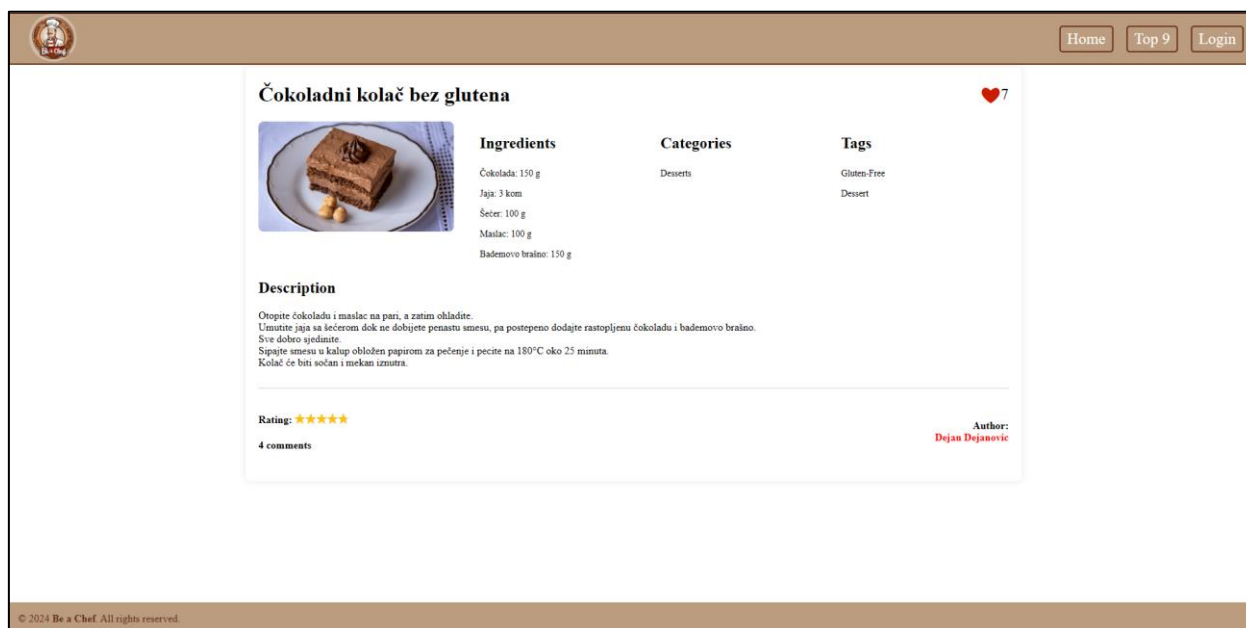 Be a Chef
Home Top 9 Login
Čokoladni kolač bez glutena
7
Ingredients
Čokolada: 150 g
Jaja: 3 kom
Šećer: 100 g
Maslac: 100 g
Bademovo brašno: 150 g
Categories
Desserts
Tags
Gluten-Free
Dessert
Description
Otopite čokoladu i maslac na pari, a zatim ohladite.
Umutite jaja sa šećerom dok ne dobijete penastu smesu, pa postepeno dodajte rastopljenu čokoladu i bademovo brašno.
Sve dobro sjedinite.
Sipajte smesu u kalup obložen papirom za pečenje i pecite na 180°C oko 25 minuta.
Kolač će biti sočan i mekan iznutra.
Rating:
4 comments
Author:
Dejan Dejanovic
© 2024 Be a Chef. All rights reserved.